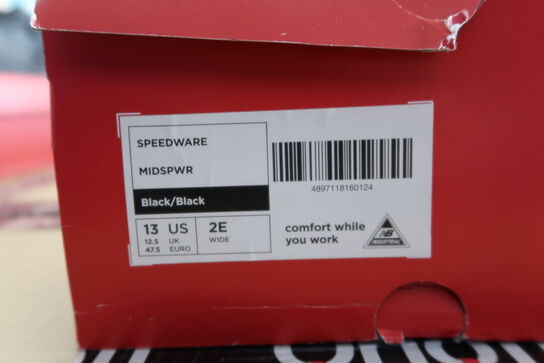 SPEEDWARE
MIDSPWR
Black/Black
13 US
12.5 UK
47.5 EURO
2E
WIDE
4897118160124
comfort while
you work
NB
INDUSTRIAL